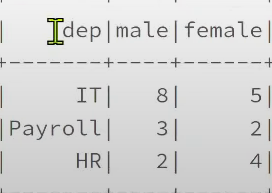 |    dep|male|female|
+-------+----+------+
|     IT|   8|     5|
|Payroll|   3|     2|
|     HR|   2|     4|